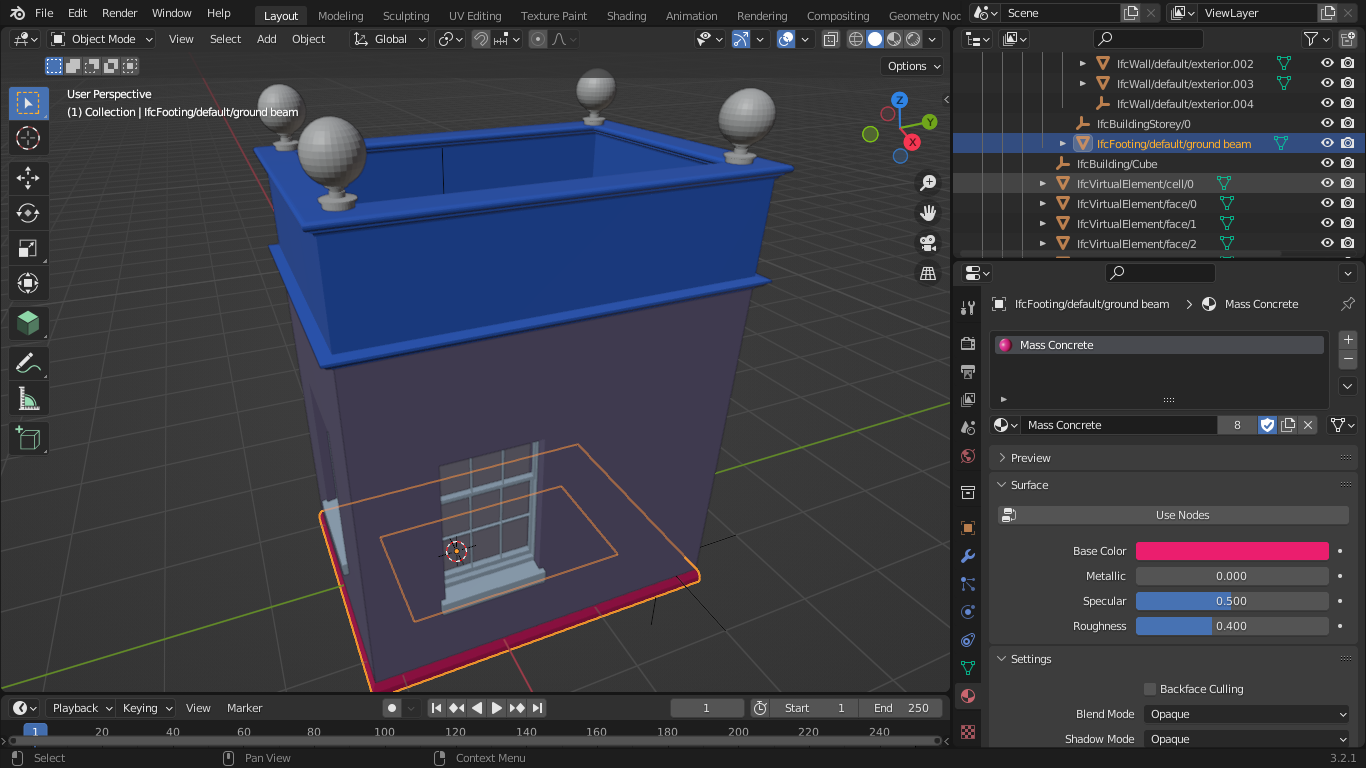 File Edit Render Window Help Layout Modeling Sculpting UV Editing Texture Paint Shading Animation Rendering Compositing Geometry Noc Scene ViewLayer
Object Mode View Select Add Object Global
Options
User Perspective
(1) Collection | IfcFooting/default/ground beam
Z
Y
X
IfcWall/default/exterior.002
IfcWall/default/exterior.003
IfcWall/default/exterior.004
IfcBuildingStorey/0
IfcFooting/default/ground beam
IfcBuilding/Cube
IfcVirtualElement/cell/0
IfcVirtualElement/face/0
IfcVirtualElement/face/1
IfcVirtualElement/face/2
IfcFooting/default/ground beam Mass Concrete
Mass Concrete
Mass Concrete 8
Preview
Surface
Use Nodes
Base Color
Metallic 0.000
Specular 0.500
Roughness 0.400
Settings
Backface Culling
Blend Mode Opaque
Shadow Mode Opaque
Playback Keying View Marker 1 Start 1 End 250
1 20 40 60 80 100 120 140 160 180 200 220 240
Select Pan View Context Menu 3.2.1